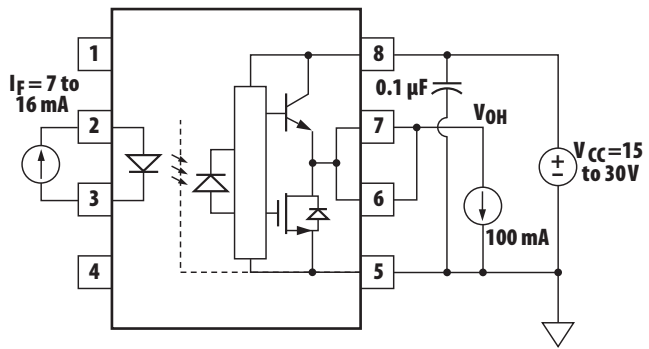 1
I_F = 7 to
16 mA
2
3
4
8
0.1 µF
7
V_OH
6
V_CC = 15
to 30V
+
–
100 mA
5